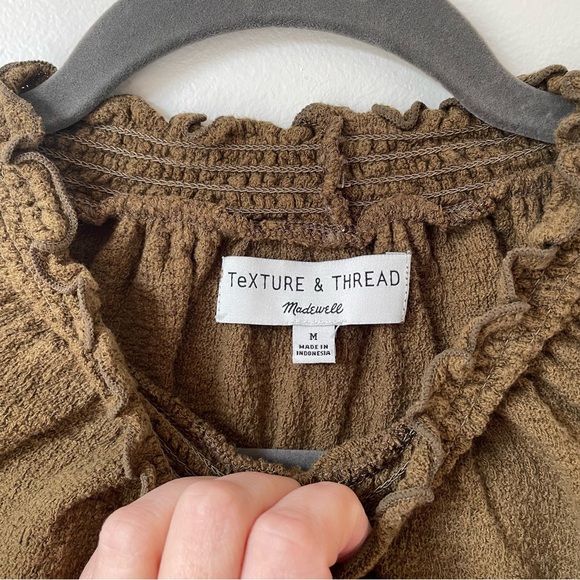 TeXTURE & THREAD
Madewell
M
MADE IN
INDONESIA